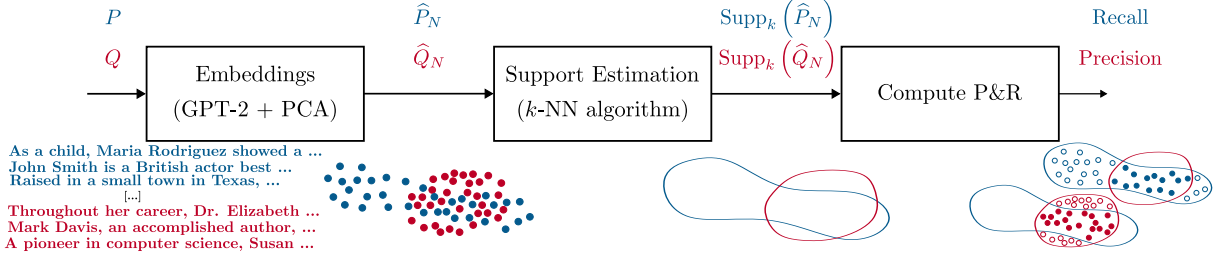 P
Q
Embeddings
(GPT-2 + PCA)
P̂_N
Q̂_N
Support Estimation
(k-NN algorithm)
Supp_k (P̂_N)
Supp_k (Q̂_N)
Compute P&R
Recall
Precision
As a child, Maria Rodriguez showed a ...
John Smith is a British actor best ...
Raised in a small town in Texas, ...
[...]
Throughout her career, Dr. Elizabeth ...
Mark Davis, an accomplished author, ...
A pioneer in computer science, Susan ...